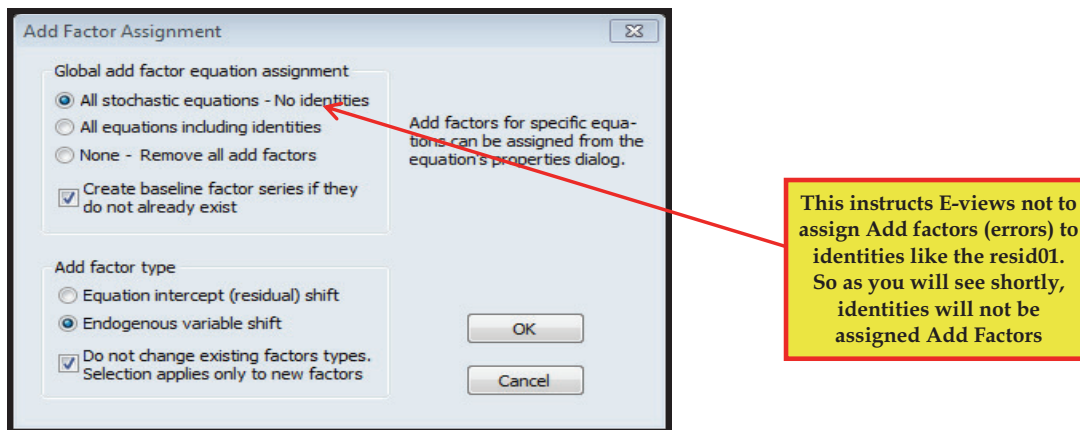 Add Factor Assignment
Global add factor equation assignment
All stochastic equations - No identities
All equations including identities
None - Remove all add factors
Create baseline factor series if they
do not already exist
Add factors for specific equa-
tions can be assigned from the
equation's properties dialog.
Add factor type
Equation intercept (residual) shift
Endogenous variable shift
Do not change existing factors types.
Selection applies only to new factors
OK
Cancel
This instructs E-views not to
assign Add factors (errors) to
identities like the resid01.
So as you will see shortly,
identities will not be
assigned Add Factors